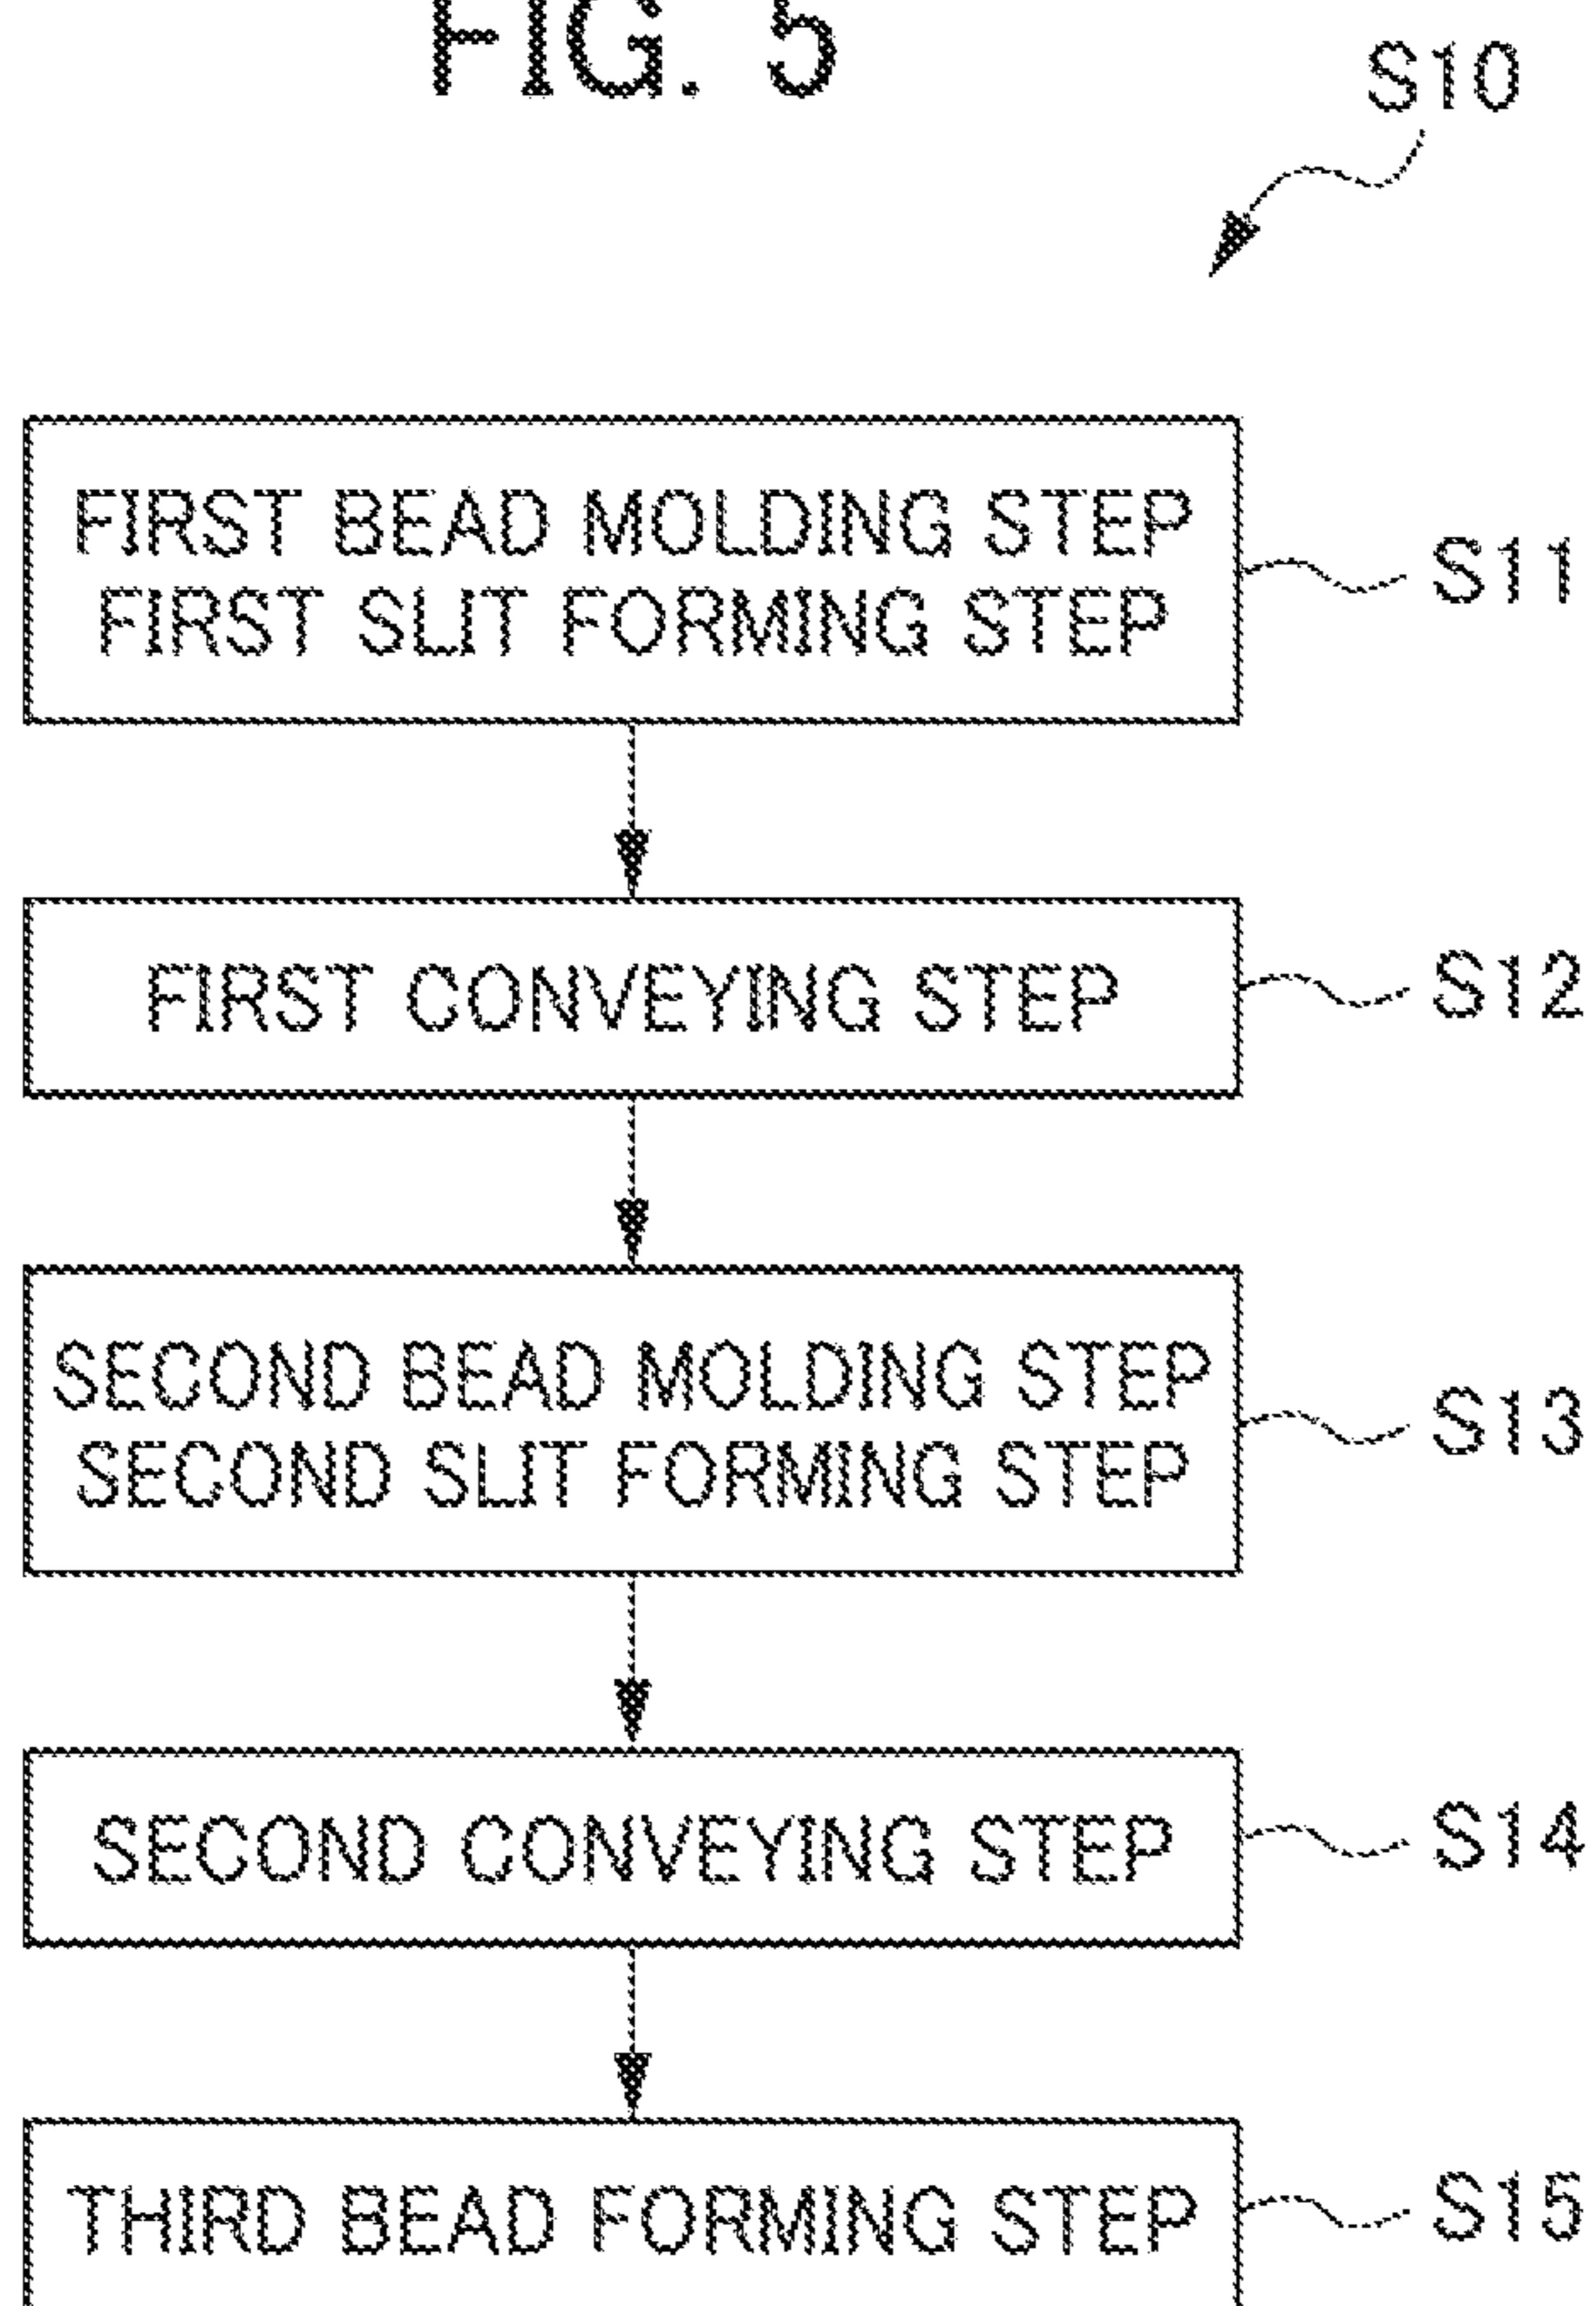 FIG. 5
S10
FIRST BEAD MOLDING STEP
FIRST SLIT FORMING STEP
S11
FIRST CONVEYING STEP
S12
SECOND BEAD MOLDING STEP
SECOND SLIT FORMING STEP
S13
SECOND CONVEYING STEP
S14
THIRD BEAD FORMING STEP
S15